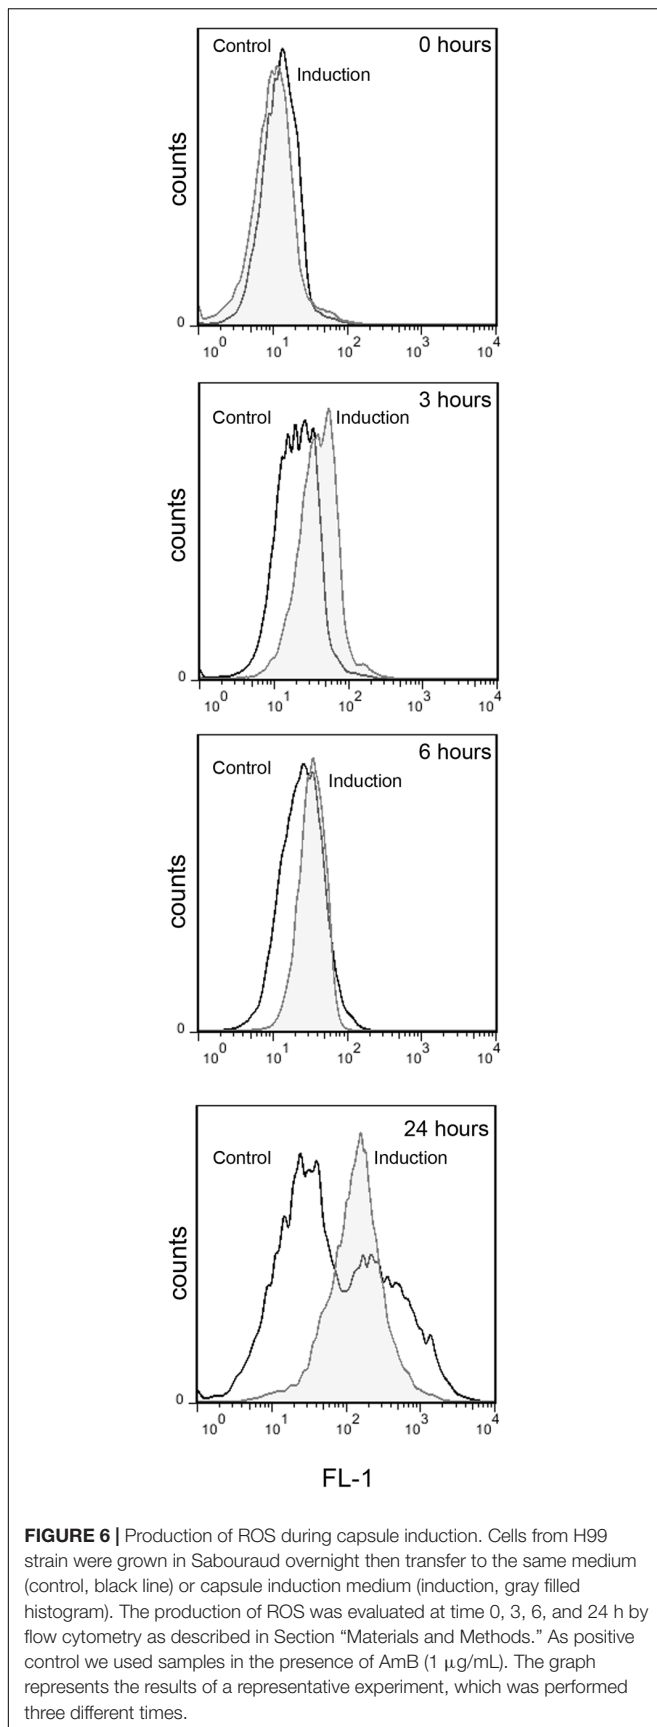 Control
0 hours
Induction
counts
0
10^0 10^1 10^2 10^3 10^4
3 hours
Control Induction
counts
0
10^0 10^1 10^2 10^3 10^4
6 hours
Control
Induction
counts
0
10^0 10^1 10^2 10^3 10^4
24 hours
Control Induction
counts
0
10^0 10^1 10^2 10^3 10^4
FL-1
FIGURE 6 | Production of ROS during capsule induction. Cells from H99
strain were grown in Sabouraud overnight then transfer to the same medium
(control, black line) or capsule induction medium (induction, gray filled
histogram). The production of ROS was evaluated at time 0, 3, 6, and 24 h by
flow cytometry as described in Section “Materials and Methods.” As positive
control we used samples in the presence of AmB (1 μg/mL). The graph
represents the results of a representative experiment, which was performed
three different times.